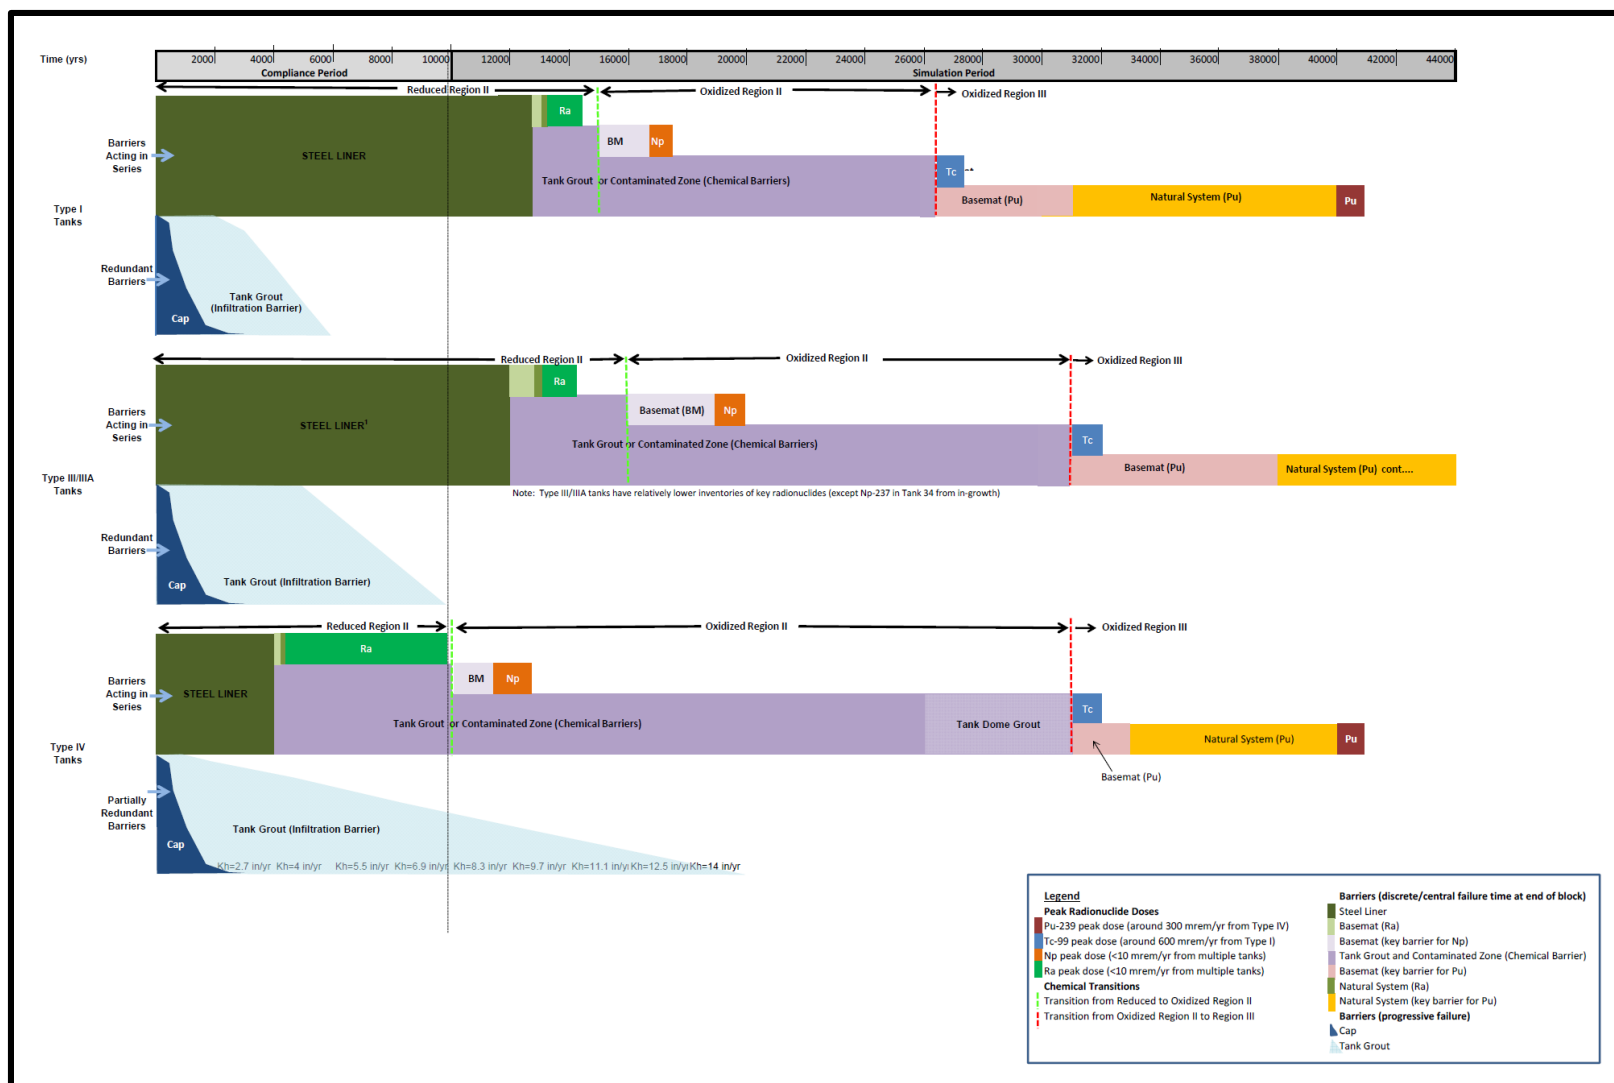 Time (yrs)
2000 4000 6000 8000 10000 12000 14000 16000 18000 20000 22000 24000 26000 28000 30000 32000 34000 36000 38000 40000 42000 44000
Compliance Period
Simulation Period
Reduced Region II
Oxidized Region II
Oxidized Region III
Ra
BM
Np
Barriers
Acting in
Series
STEEL LINER
Tank Grout or Contaminated Zone (Chemical Barriers)
Tc
Basemat (Pu)
Natural System (Pu)
Pu
Type I
Tanks
Redundant
Barriers
Tank Grout
(Infiltration Barrier)
Cap
Reduced Region II
Oxidized Region II
Oxidized Region III
Ra
Basemat (BM)
Np
Barriers
Acting in
Series
STEEL LINER¹
Tank Grout or Contaminated Zone (Chemical Barriers)
Tc
Basemat (Pu)
Natural System (Pu) cont....
Type III/IIIA
Tanks
Note: Type III/IIIA tanks have relatively lower inventories of key radionuclides (except Np-237 in Tank 34 from in-growth)
Redundant
Barriers
Cap
Tank Grout (Infiltration Barrier)
Reduced Region II
Oxidized Region II
Oxidized Region III
Ra
BM
Np
Barriers
Acting in
Series
STEEL LINER
Tank Grout or Contaminated Zone (Chemical Barriers)
Tank Dome Grout
Tc
Natural System (Pu)
Pu
Basemat (Pu)
Type IV
Tanks
Partially
Redundant
Barriers
Tank Grout (Infiltration Barrier)
Cap
Kh=2.7 in/yr Kh=4 in/yr Kh=5.5 in/yr Kh=6.9 in/yr Kh=8.3 in/yr Kh=9.7 in/yr Kh=11.1 in/yr Kh=12.5 in/yr Kh=14 in/yr
Legend
Peak Radionuclide Doses
Pu-239 peak dose (around 300 mrem/yr from Type IV)
Tc-99 peak dose (around 600 mrem/yr from Type I)
Np peak dose (<10 mrem/yr from multiple tanks)
Ra peak dose (<10 mrem/yr from multiple tanks)
Chemical Transitions
Transition from Reduced to Oxidized Region II
Transition from Oxidized Region II to Region III
Barriers (discrete/central failure time at end of block)
Steel Liner
Basemat (Ra)
Basemat (key barrier for Np)
Tank Grout and Contaminated Zone (Chemical Barrier)
Basemat (key barrier for Pu)
Natural System (Ra)
Natural System (key barrier for Pu)
Barriers (progressive failure)
Cap
Tank Grout